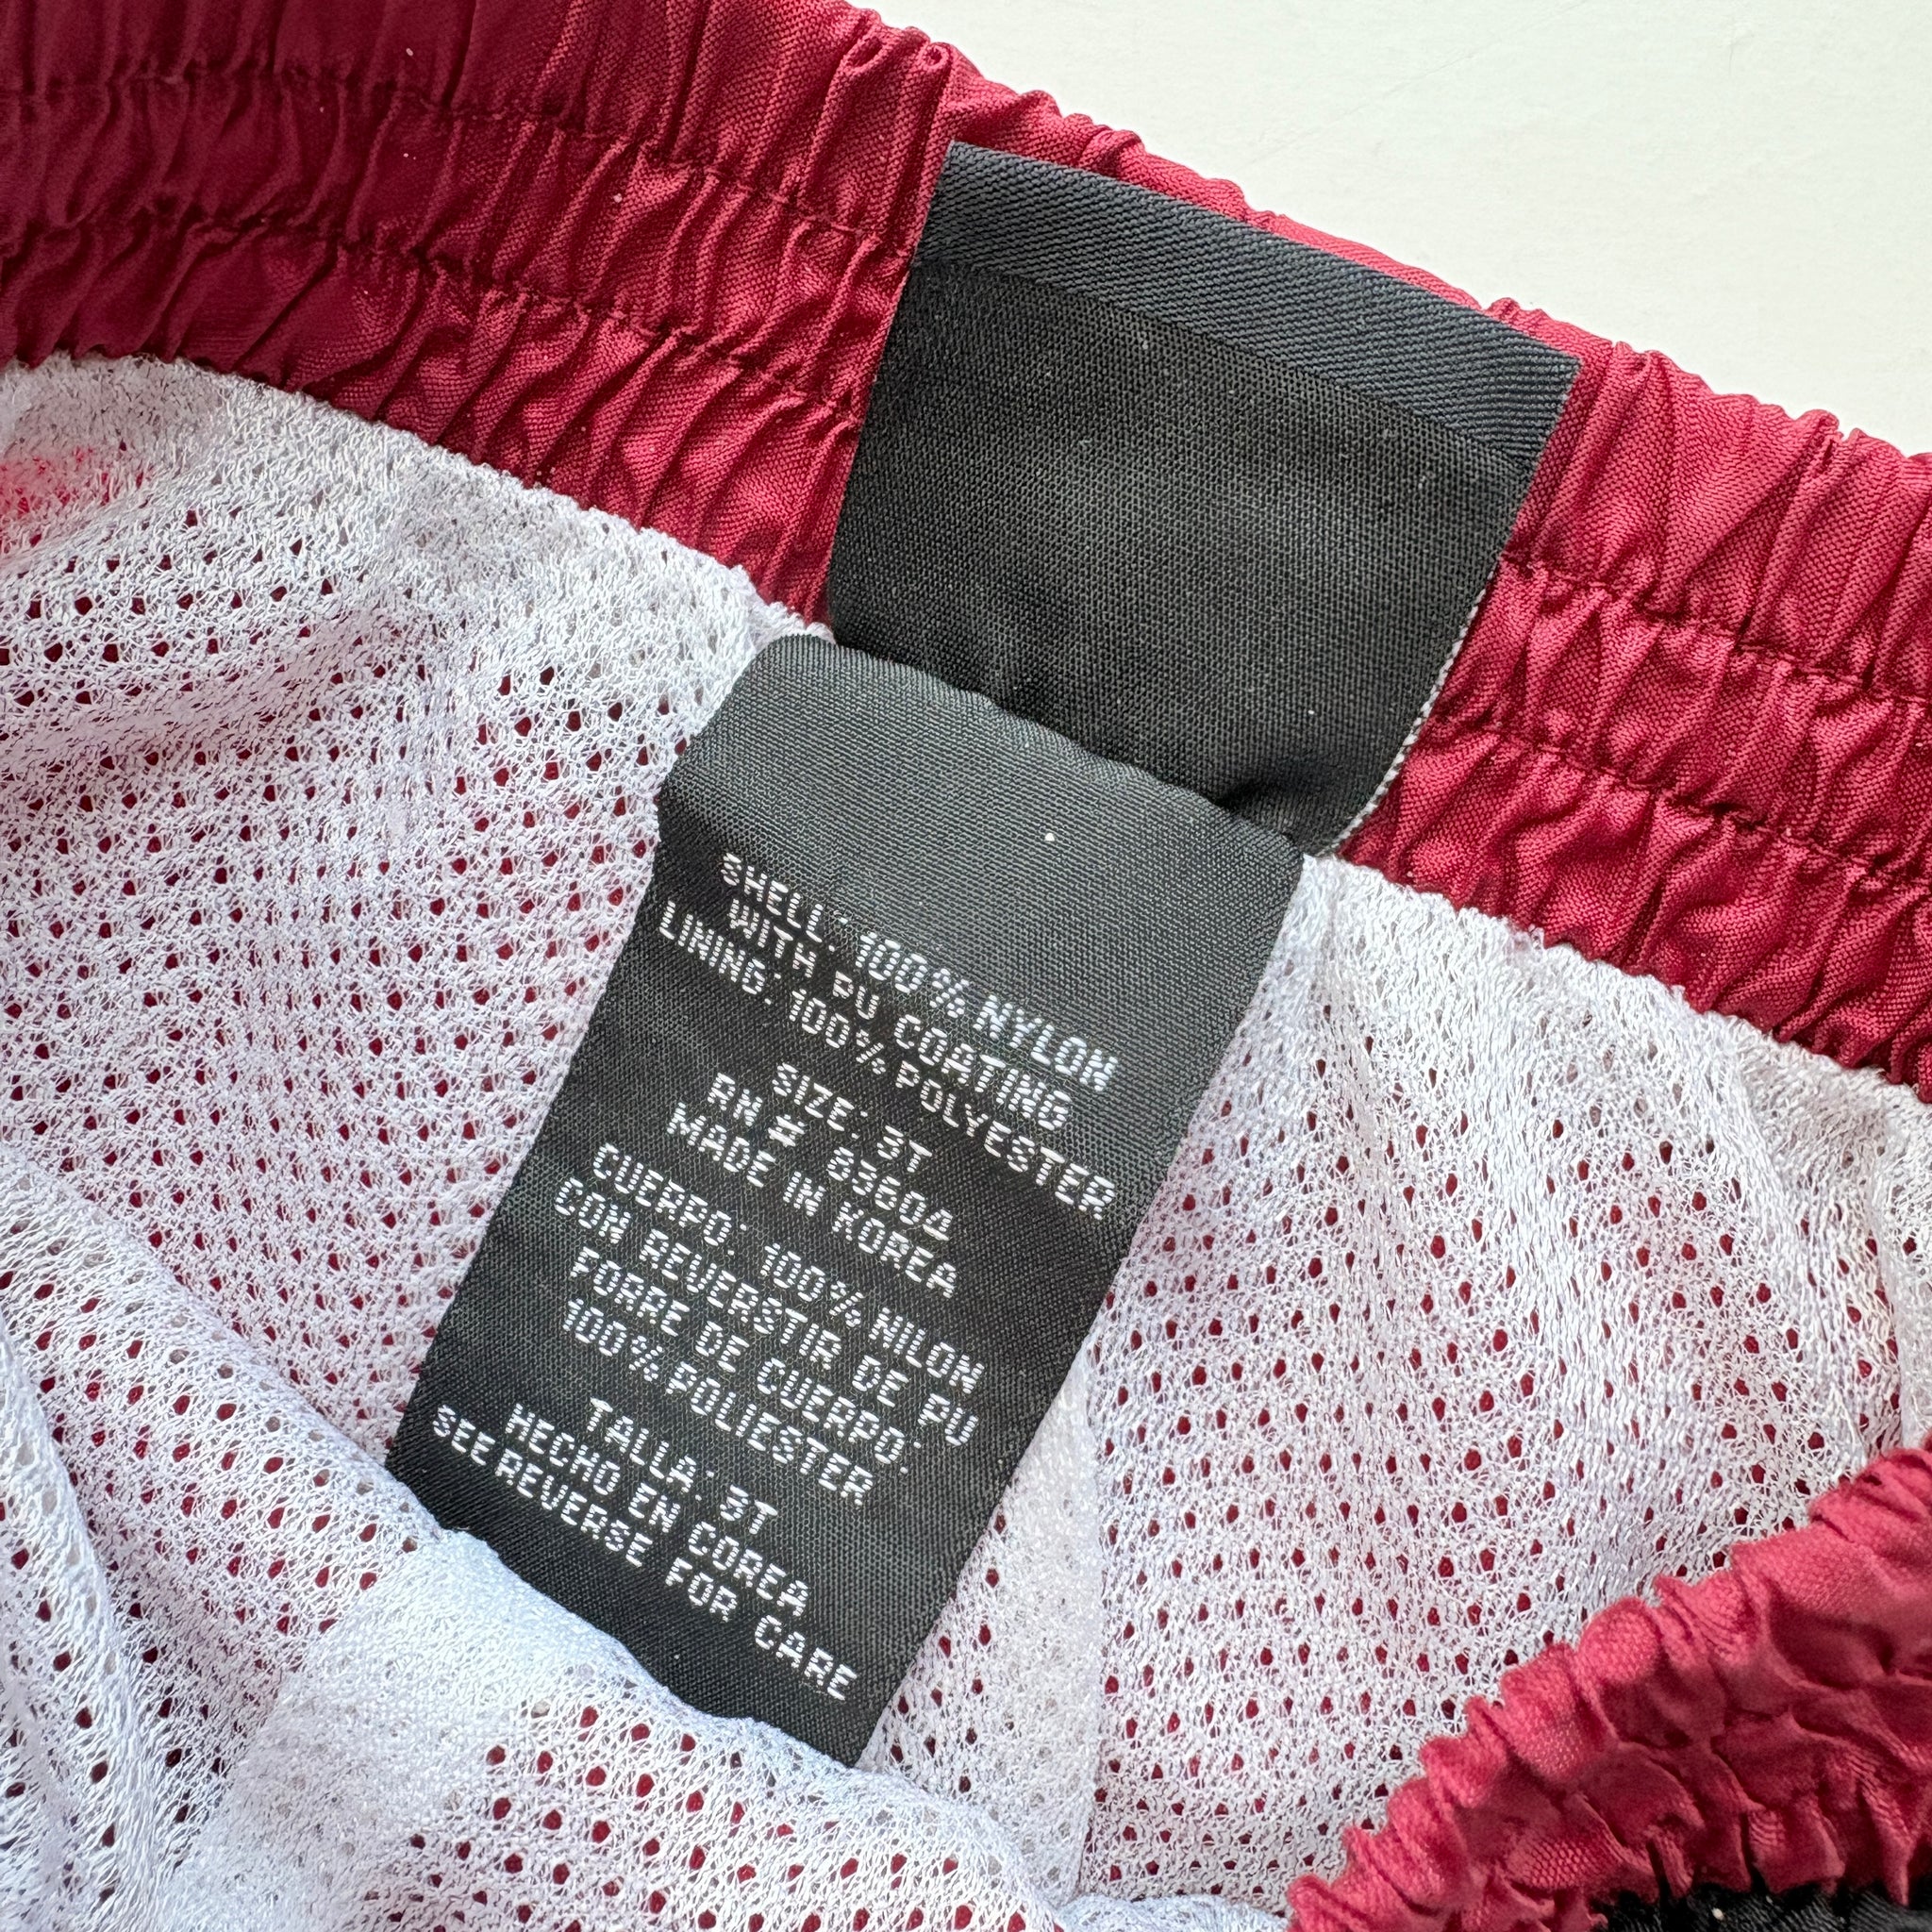 SHELL: 100% NYLON
WITH PU COATING
LINING: 100% POLYESTER
SIZE: 3T
RN# 83604
MADE IN KOREA
CUERPO: 100% NILON
CON REVERSTIR DE PU
FORRE DE CUERPO:
100% POLIESTER
TALLA: 3T
HECHO EN COREA
SEE REVERSE FOR CARE